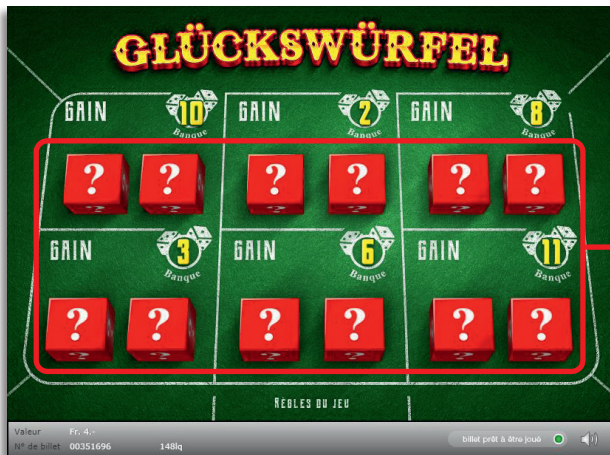 GLÜCKSWÜRFEL
GAIN 10 Banque GAIN 2 Banque GAIN 8 Banque
? ? ? ? ? ?
GAIN 3 Banque GAIN 6 Banque GAIN 11 Banque
? ? ? ? ? ?
RÈGLES DU JEU
Valeur Fr. 4.-
N° de billet 00351696 148lq billet prêt à être joué